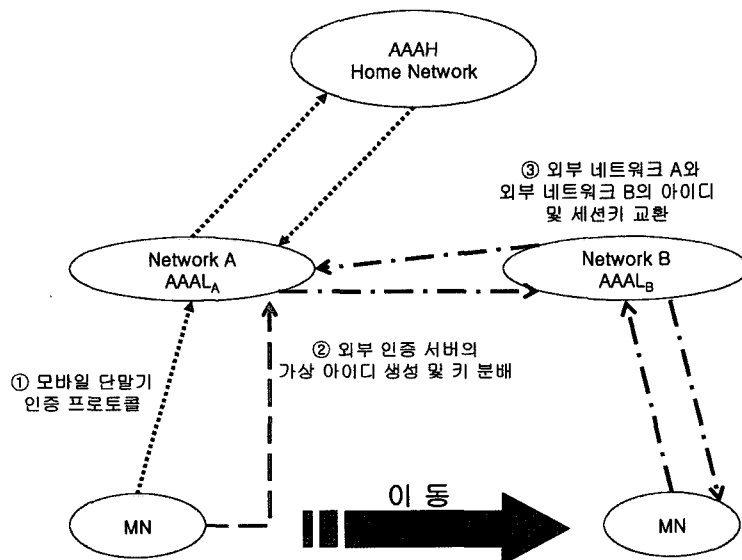 AAAH
Home Network
③ 외부 네트워크 A와
외부 네트워크 B의 아이디
및 세션키 교환
Network A
AAAL_A
Network B
AAAL_B
② 외부 인증 서버의
가상 아이디 생성 및 키 분배
① 모바일 단말기
인증 프로토콜
이 동
MN
MN